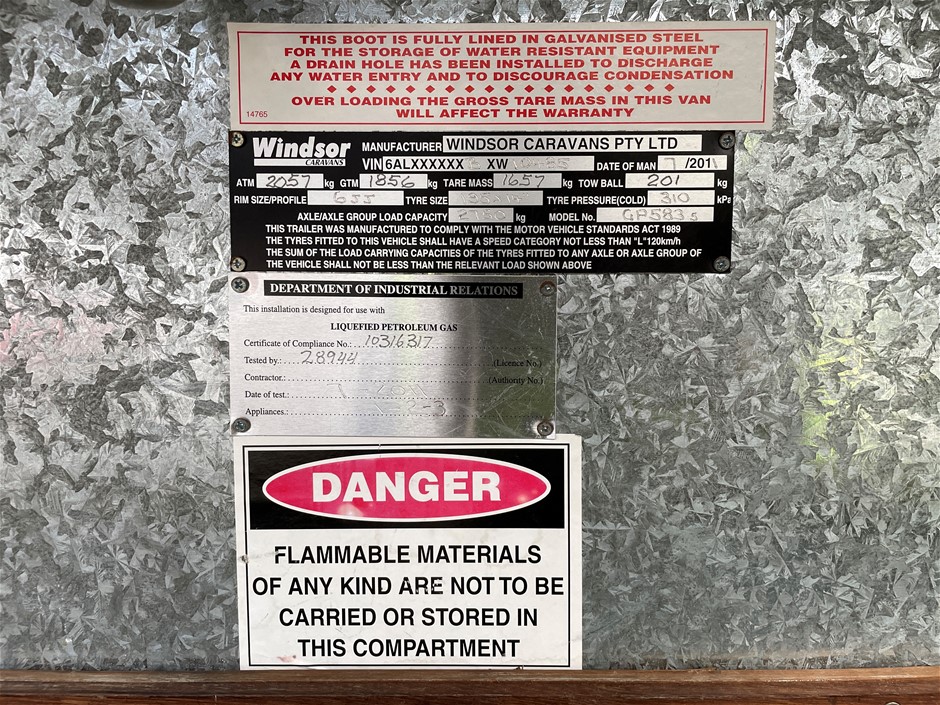 THIS BOOT IS FULLY LINED IN GALVANISED STEEL
FOR THE STORAGE OF WATER RESISTANT EQUIPMENT
A DRAIN HOLE HAS BEEN INSTALLED TO DISCHARGE
ANY WATER ENTRY AND TO DISCOURAGE CONDENSATION
OVER LOADING THE GROSS TARE MASS IN THIS VAN
14765 WILL AFFECT THE WARRANTY
Windsor CARAVANS MANUFACTURER WINDSOR CARAVANS PTY LTD
VIN 6ALXXXXXX XW DATE OF MAN 7/201
ATM 2057 kg GTM 1856 kg TARE MASS 1657 kg TOW BALL 201 kg
RIM SIZE/PROFILE 6JJ TYRE SIZE TYRE PRESSURE(COLD) 310 kPa
AXLE/AXLE GROUP LOAD CAPACITY kg MODEL No. GP583 5
THIS TRAILER WAS MANUFACTURED TO COMPLY WITH THE MOTOR VEHICLE STANDARDS ACT 1989
THE TYRES FITTED TO THIS VEHICLE SHALL HAVE A SPEED CATEGORY NOT LESS THAN "L"120km/h
THE SUM OF THE LOAD CARRYING CAPACITIES OF THE TYRES FITTED TO ANY AXLE OR AXLE GROUP OF
THE VEHICLE SHALL NOT BE LESS THAN THE RELEVANT LOAD SHOWN ABOVE
DEPARTMENT OF INDUSTRIAL RELATIONS
This installation is designed for use with
LIQUEFIED PETROLEUM GAS
Certificate of Compliance No.: 10316317
Tested by: 28944 (Licence No.)
Contractor.: (Authority No.)
Date of test.:
Appliances.:
DANGER
FLAMMABLE MATERIALS
OF ANY KIND ARE NOT TO BE
CARRIED OR STORED IN
THIS COMPARTMENT